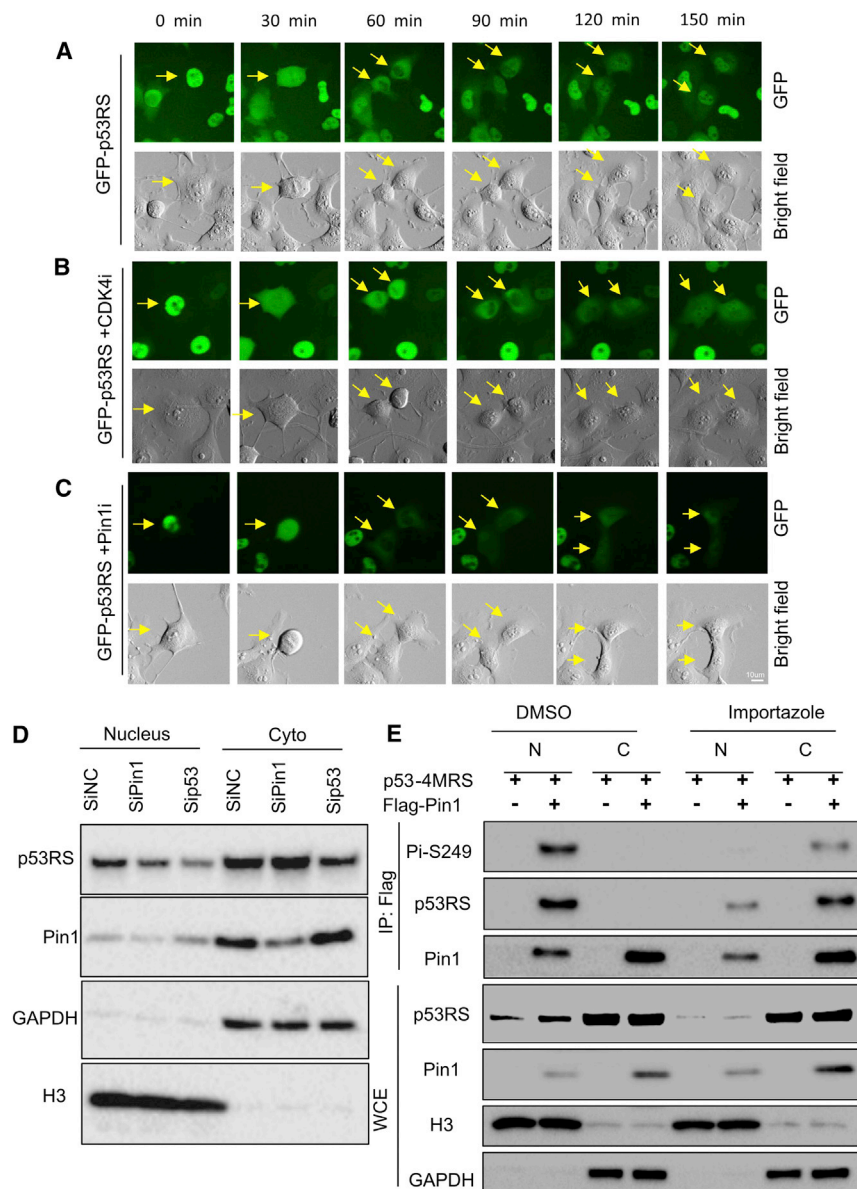 0 min 30 min 60 min 90 min 120 min 150 min
A
GFP-p53RS
GFP
Bright field
B
GFP-p53RS +CDK4i
GFP
Bright field
C
GFP-p53RS +Pin1i
GFP
Bright field
10um
D
Nucleus Cyto
SiNC SiPin1 Sip53 SiNC SiPin1 Sip53
p53RS
Pin1
GAPDH
H3
E
DMSO Importazole
N C N C
p53-4MRS + + + + + + + +
Flag-Pin1 - + - + - + - +
IP: Flag
Pi-S249
p53RS
Pin1
WCE
p53RS
Pin1
H3
GAPDH